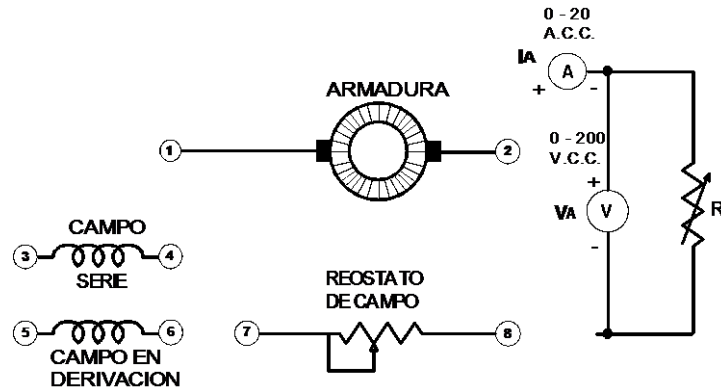 0 - 20
A.C.C.
IA
A
+ -
ARMADURA
1
2
0 - 200
V.C.C.
+
VA
V
-
R
CAMPO
3
4
SERIE
REOSTATO
DE CAMPO
5
6
7
8
CAMPO EN
DERIVACION